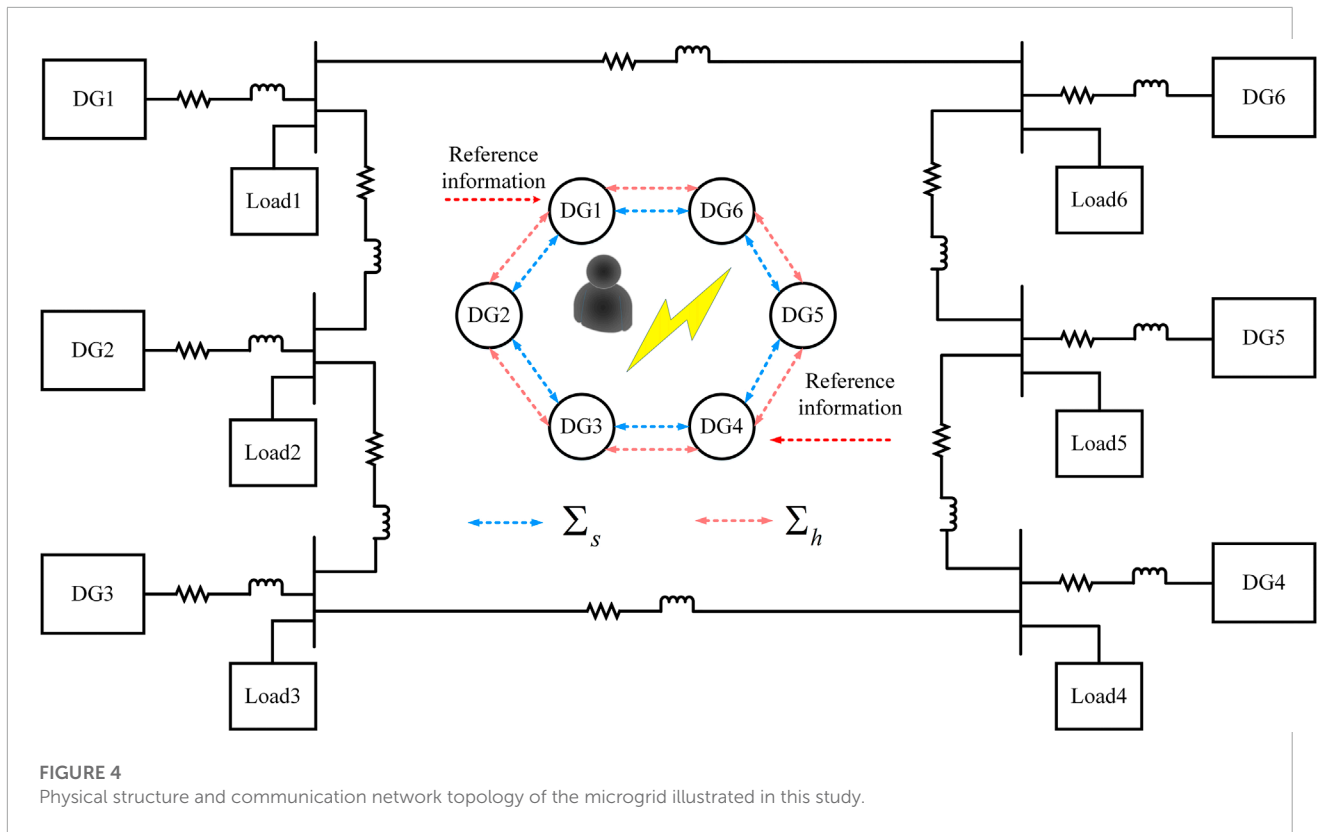 DG1
DG6
Load1
Load6
Reference
information
DG1
DG6
DG2
DG5
DG3
DG4
Reference
information
DG2
DG5
Load2
Load5
Σs
Σh
DG3
DG4
Load3
Load4
FIGURE 4
Physical structure and communication network topology of the microgrid illustrated in this study.